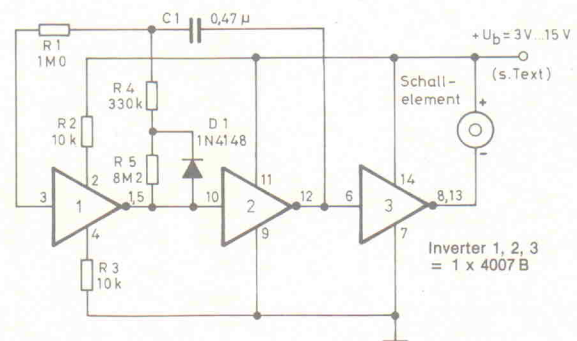 C1 0,47 µ
+U_b = 3V...15V
(s.Text)
R1
1M0
R4
330k
Schall-
element
+
-
R2
10k
D1
1N4148
R5
8M2
3
1
2
4
1,5
10
2
11
9
12
6
3
14
7
8,13
R3
10k
Inverter 1, 2, 3
= 1 x 4007 B